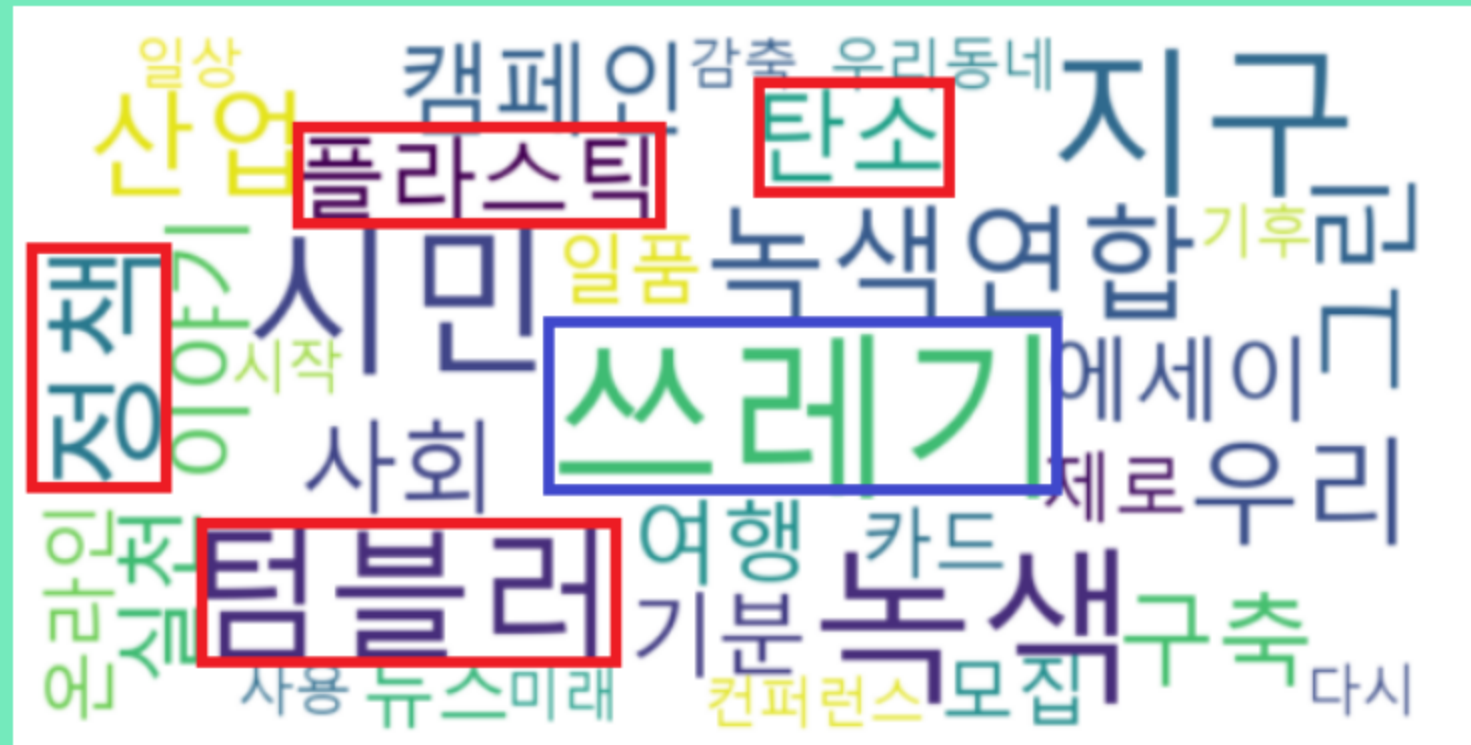 일상
캠페인
감축
우리동네
지구
산업
플라스틱
탄소
녹색연합
기후
그린
정책
이야기
시민
일품
쓰레기
에세이
시작
사회
제로
우리
온라인
실천
텀블러
여행
카드
기분
녹색
구축
사용
뉴스
미래
컨퍼런스
모집
다시